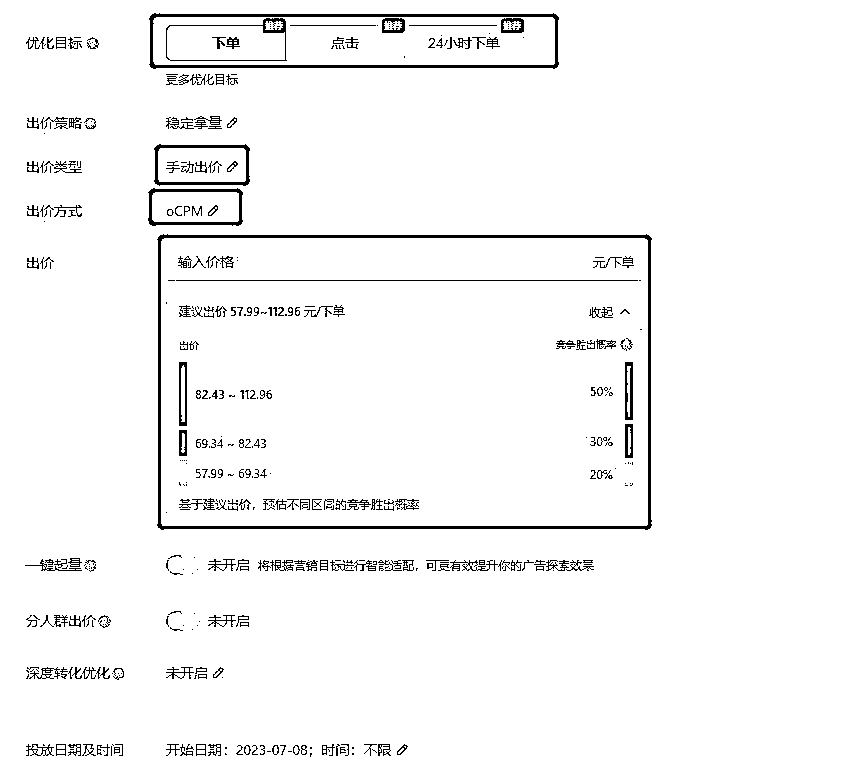 推荐 推荐 推荐
优化目标 下单 点击 24小时下单
更多优化目标
出价策略 稳定拿量
出价类型 手动出价
出价方式 oCPM
出价 输入价格 元/下单
建议出价 57.99~112.96 元/下单 收起
出价 竞争胜出概率
82.43 ~ 112.96 50%
69.34 ~ 82.43 30%
57.99 ~ 69.34 20%
基于建议出价，预估不同区间的竞争胜出概率
一键起量 未开启 将根据营销目标进行智能适配，可更有效提升你的广告探索效果
分人群出价 未开启
深度转化优化 未开启
投放日期及时间 开始日期：2023-07-08；时间：不限